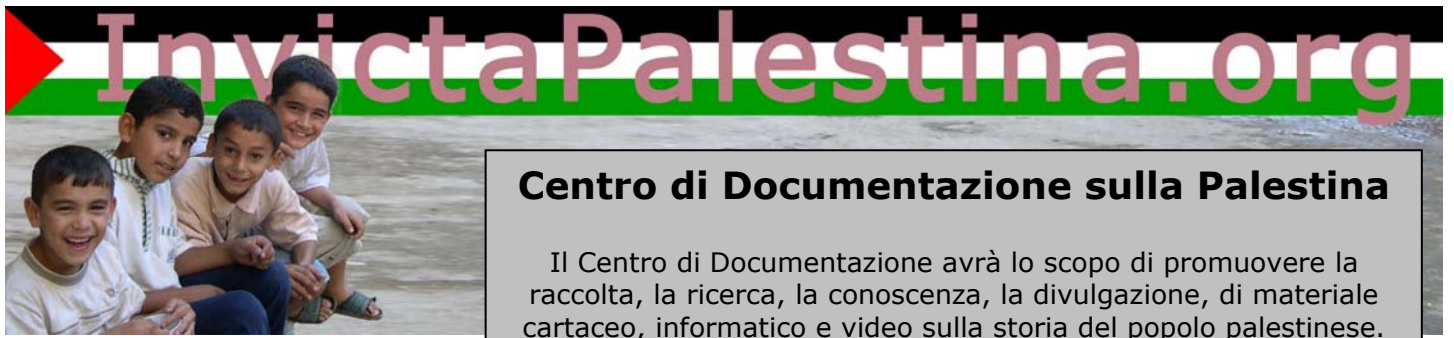 InvictaPalestina.org
Centro di Documentazione sulla Palestina
Il Centro di Documentazione avrà lo scopo di promuovere la
raccolta, la ricerca, la conoscenza, la divulgazione, di materiale
cartaceo, informatico e video sulla storia del popolo palestinese.